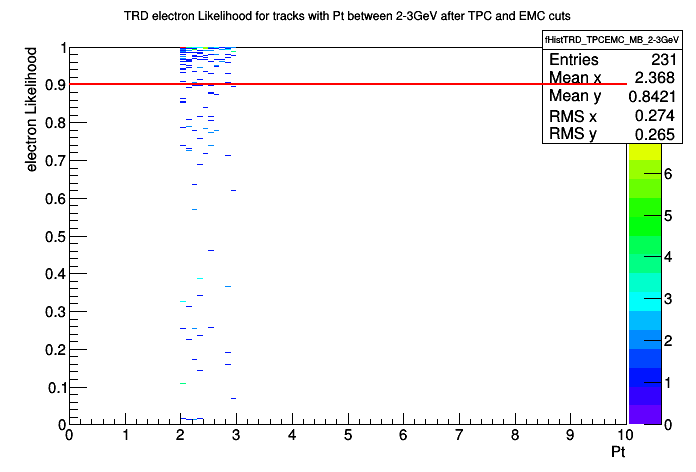 TRD electron Likelihood for tracks with Pt between 2-3GeV after TPC and EMC cuts
fHistTRD_TPCEMC_MB_2-3GeV
Entries 231
Mean x 2.368
Mean y 0.8421
RMS x 0.274
RMS y 0.265
electron Likelihood
1
0.9
0.8
0.7
0.6
0.5
0.4
0.3
0.2
0.1
0
6
5
4
3
2
1
0
0 1 2 3 4 5 6 7 8 9 10
Pt